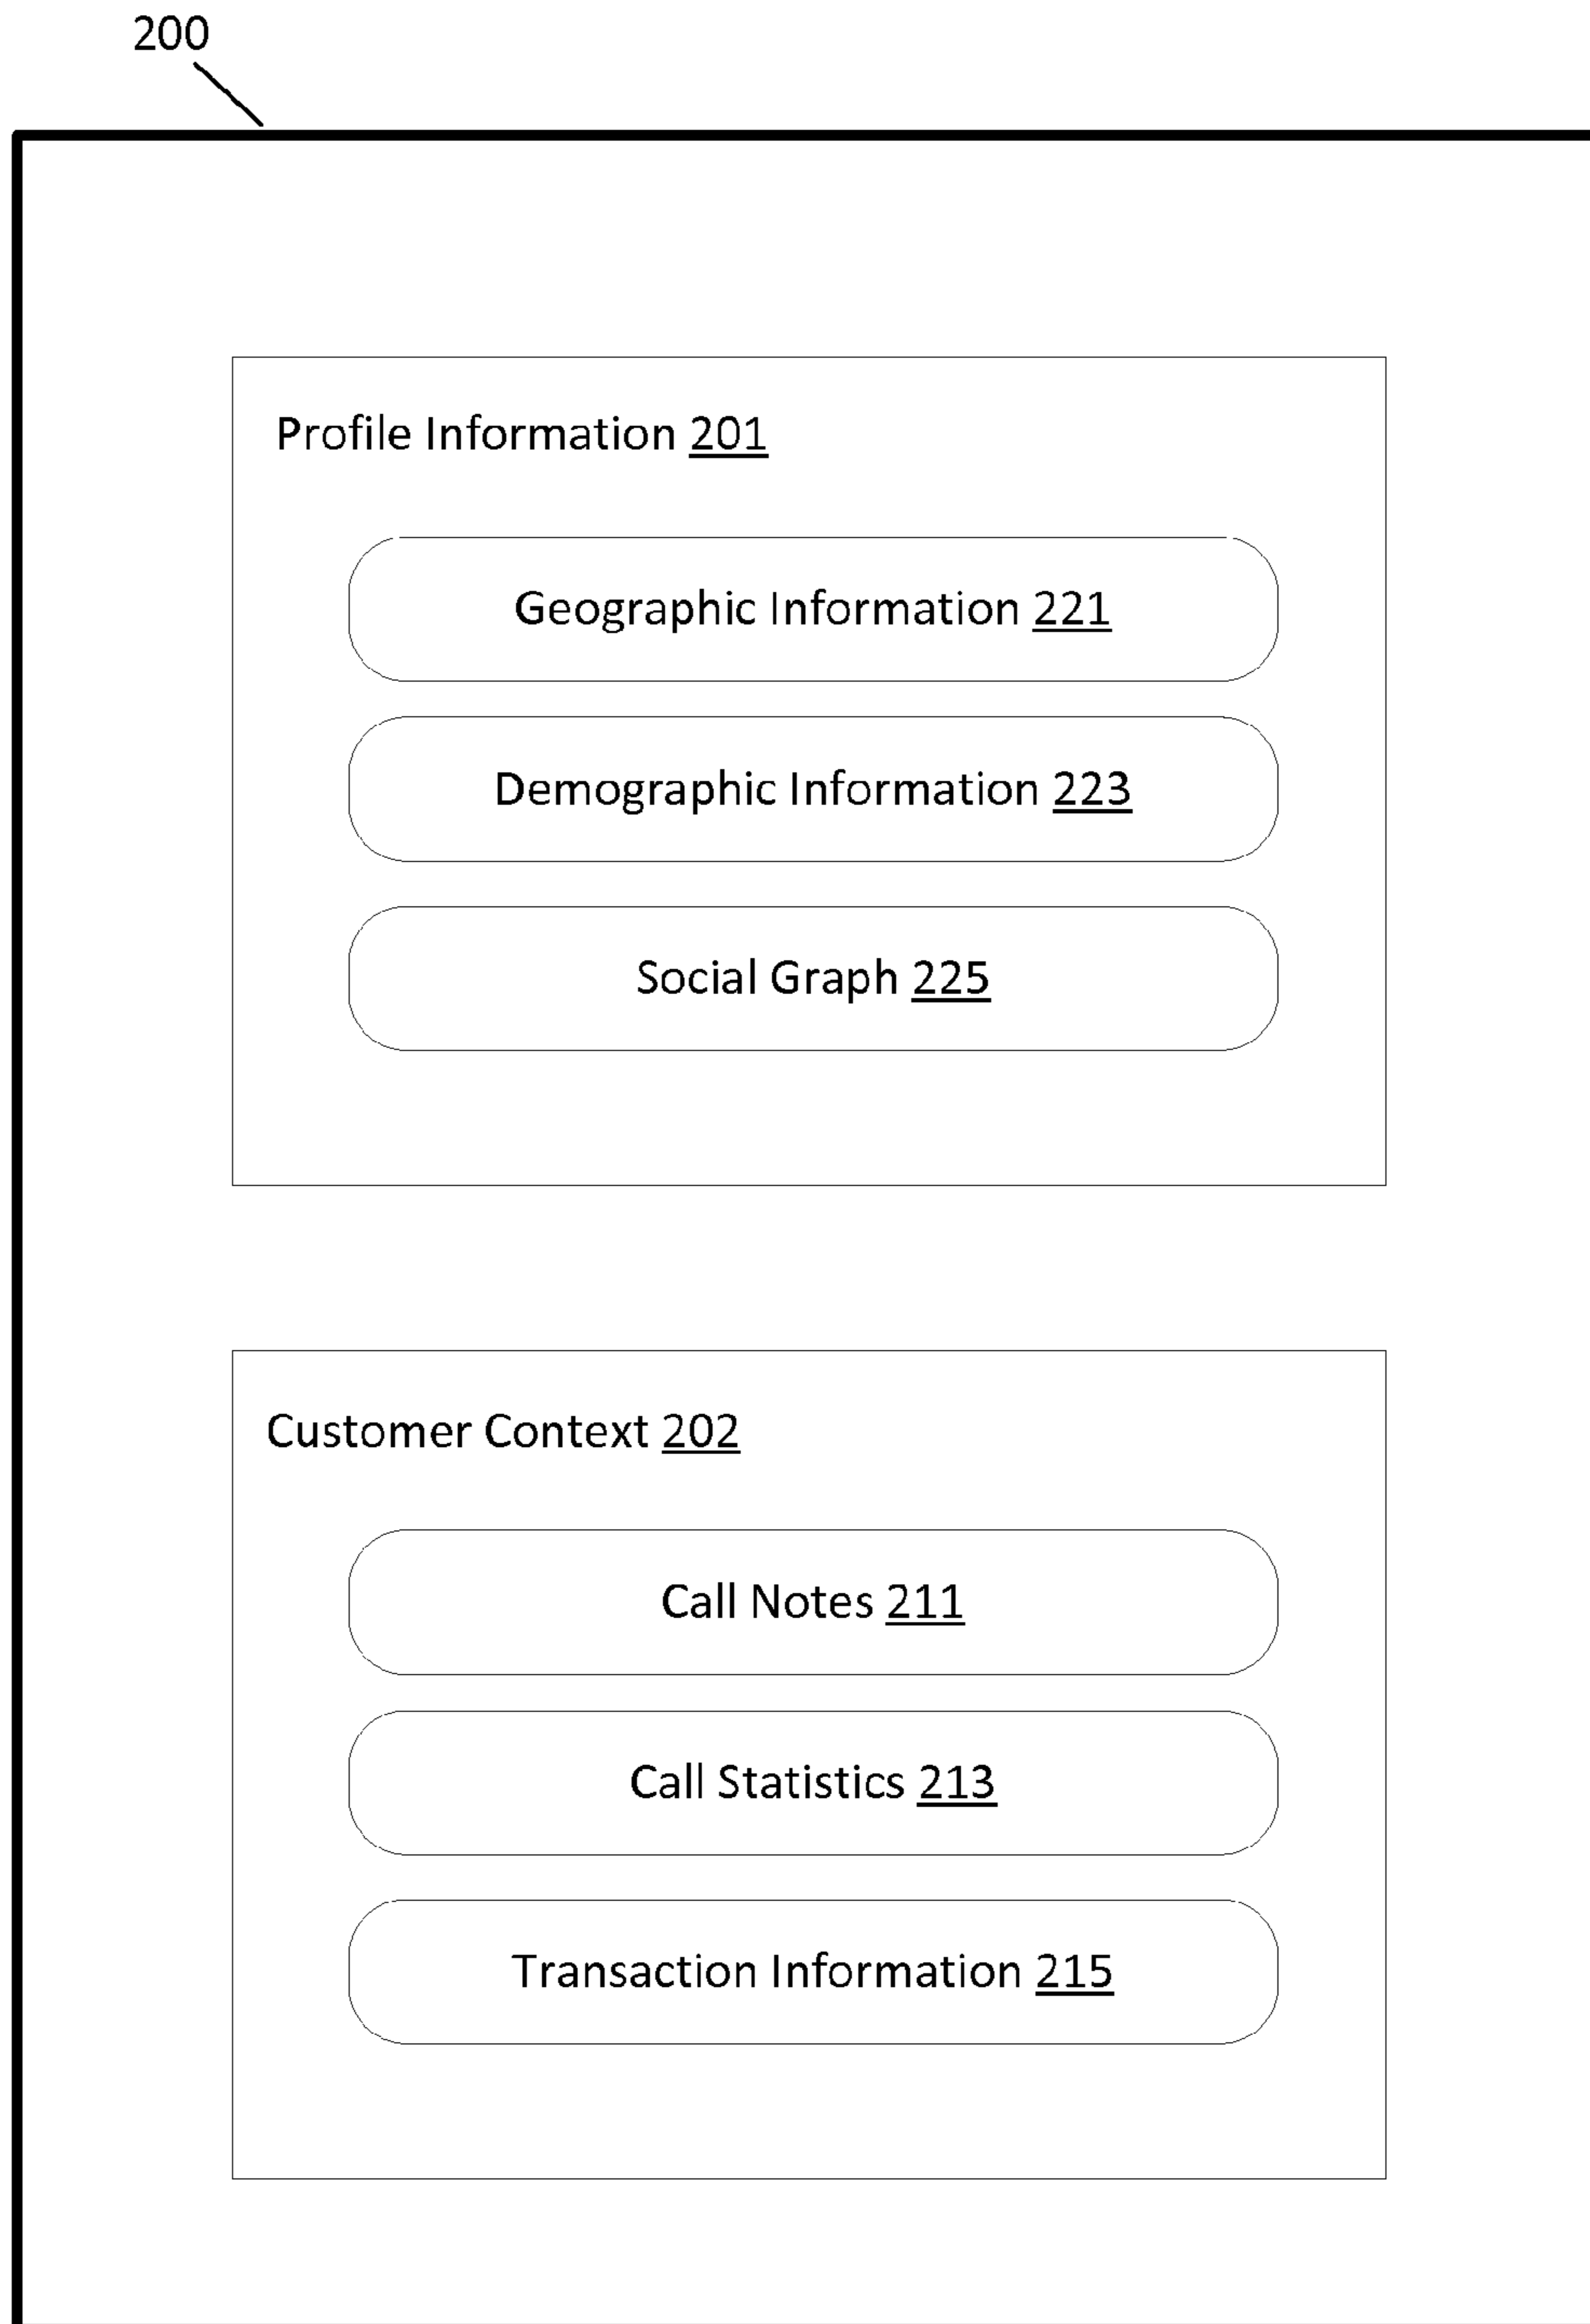 200
Profile Information 201
Geographic Information 221
Demographic Information 223
Social Graph 225
Customer Context 202
Call Notes 211
Call Statistics 213
Transaction Information 215